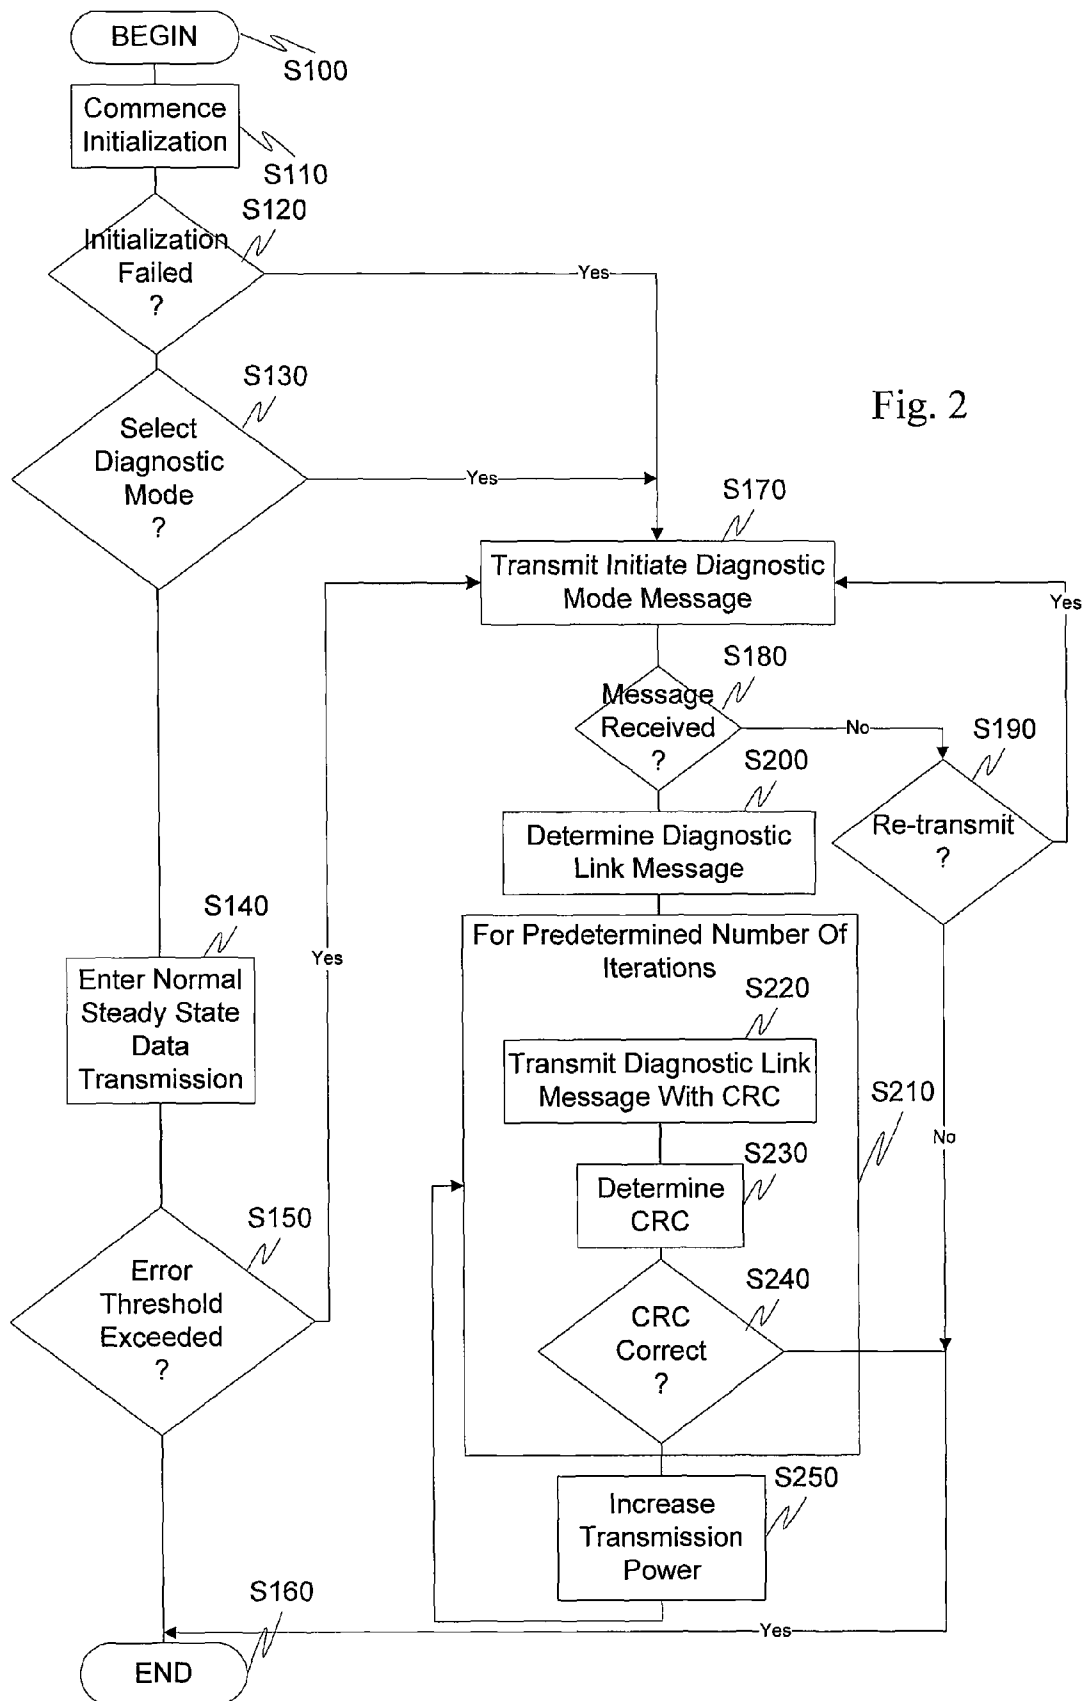 BEGIN
S100
Commence
Initialization
S110
S120
Initialization
Failed
?
Yes
S130
Select
Diagnostic
Mode
?
Yes
Fig. 2
S170
Transmit Initiate Diagnostic
Mode Message
Yes
S180
Message
Received
?
No
S190
Re-transmit
?
S200
Determine Diagnostic
Link Message
S140
Enter Normal
Steady State
Data
Transmission
Yes
For Predetermined Number Of
Iterations
S220
Transmit Diagnostic Link
Message With CRC
S210
No
S230
Determine
CRC
S150
Error
Threshold
Exceeded
?
S240
CRC
Correct
?
S250
Increase
Transmission
Power
S160
Yes
END